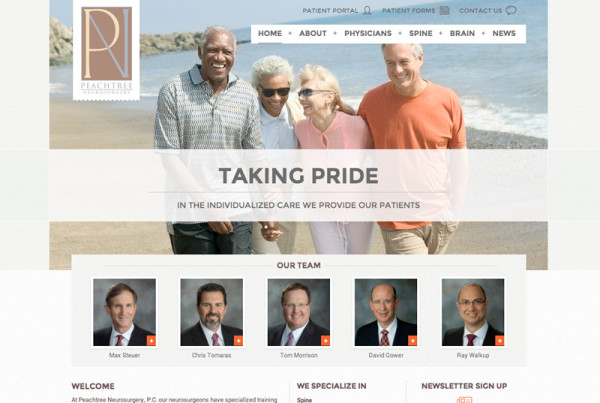 PATIENT PORTAL PATIENT FORMS CONTACT US
HOME + ABOUT + PHYSICIANS + SPINE + BRAIN + NEWS
PN
PEACHTREE
NEUROSURGERY
TAKING PRIDE
IN THE INDIVIDUALIZED CARE WE PROVIDE OUR PATIENTS
OUR TEAM
Max Steuer Chris Tomaras Tom Morrison David Gower Ray Walkup
WELCOME WE SPECIALIZE IN NEWSLETTER SIGN UP
At Peachtree Neurosurgery, P.C. our neurosurgeons have specialized training Spine